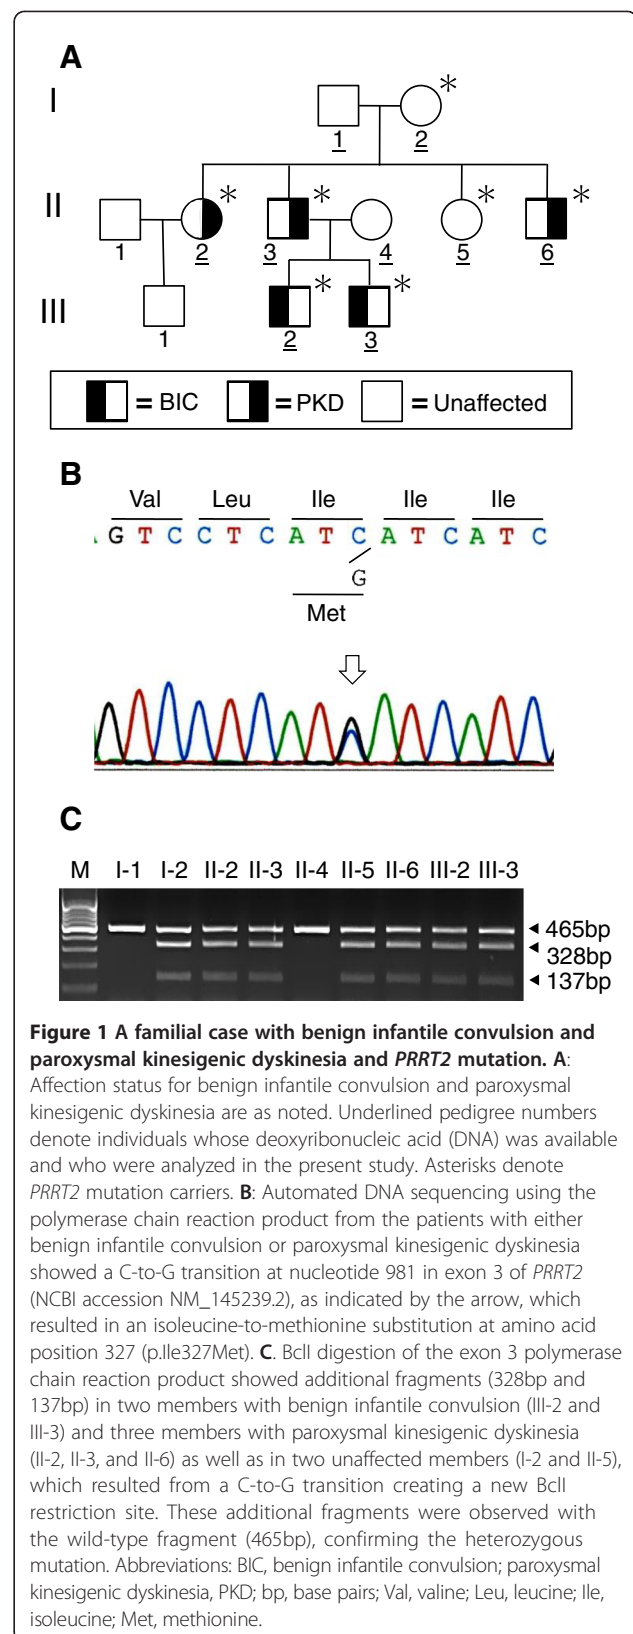 A
I
*
1 2
II
* * * *
1 2 3 4 5 6
III
* *
1 2 3
= BIC = PKD = Unaffected
B
Val Leu Ile Ile Ile
G T C C T C A T C A T C A T C
G
Met
C
M I-1 I-2 II-2 II-3 II-4 II-5 II-6 III-2 III-3
465bp
328bp
137bp
Figure 1 A familial case with benign infantile convulsion and
paroxysmal kinesigenic dyskinesia and PRRT2 mutation. A:
Affection status for benign infantile convulsion and paroxysmal
kinesigenic dyskinesia are as noted. Underlined pedigree numbers
denote individuals whose deoxyribonucleic acid (DNA) was available
and who were analyzed in the present study. Asterisks denote
PRRT2 mutation carriers. B: Automated DNA sequencing using the
polymerase chain reaction product from the patients with either
benign infantile convulsion or paroxysmal kinesigenic dyskinesia
showed a C-to-G transition at nucleotide 981 in exon 3 of PRRT2
(NCBI accession NM_145239.2), as indicated by the arrow, which
resulted in an isoleucine-to-methionine substitution at amino acid
position 327 (p.Ile327Met). C. BclI digestion of the exon 3 polymerase
chain reaction product showed additional fragments (328bp and
137bp) in two members with benign infantile convulsion (III-2 and
III-3) and three members with paroxysmal kinesigenic dyskinesia
(II-2, II-3, and II-6) as well as in two unaffected members (I-2 and II-5),
which resulted from a C-to-G transition creating a new BclI
restriction site. These additional fragments were observed with
the wild-type fragment (465bp), confirming the heterozygous
mutation. Abbreviations: BIC, benign infantile convulsion; paroxysmal
kinesigenic dyskinesia, PKD; bp, base pairs; Val, valine; Leu, leucine; Ile,
isoleucine; Met, methionine.